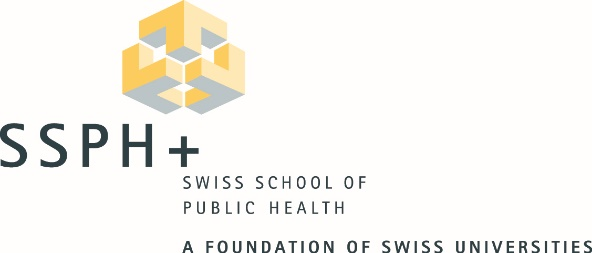 SSPH+
SWISS SCHOOL OF
PUBLIC HEALTH
A FOUNDATION OF SWISS UNIVERSITIES